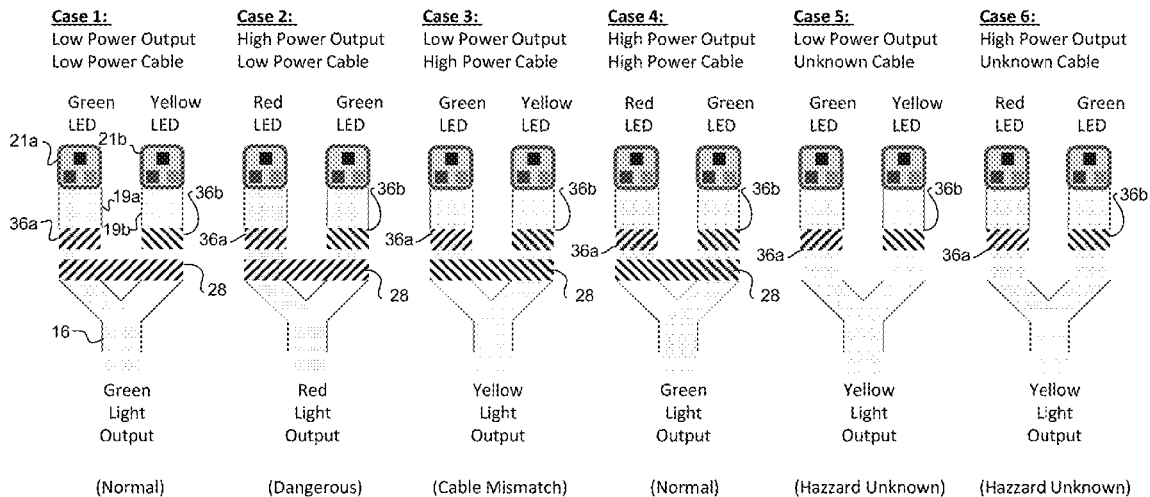 Case 1:
Low Power Output
Low Power Cable
Case 2:
High Power Output
Low Power Cable
Case 3:
Low Power Output
High Power Cable
Case 4:
High Power Output
High Power Cable
Case 5:
Low Power Output
Unknown Cable
Case 6:
High Power Output
Unknown Cable
Green
LED
Yellow
LED
Red
LED
Green
LED
Green
LED
Yellow
LED
Red
LED
Green
LED
Green
LED
Yellow
LED
Red
LED
Green
LED
21a
21b
19a
19b
36a
36b
28
16
36a
36b
28
36a
36b
28
36a
36b
28
36a
36b
36a
36b
Green
Light
Output
Red
Light
Output
Yellow
Light
Output
Green
Light
Output
Yellow
Light
Output
Yellow
Light
Output
(Normal)
(Dangerous)
(Cable Mismatch)
(Normal)
(Hazzard Unknown)
(Hazzard Unknown)